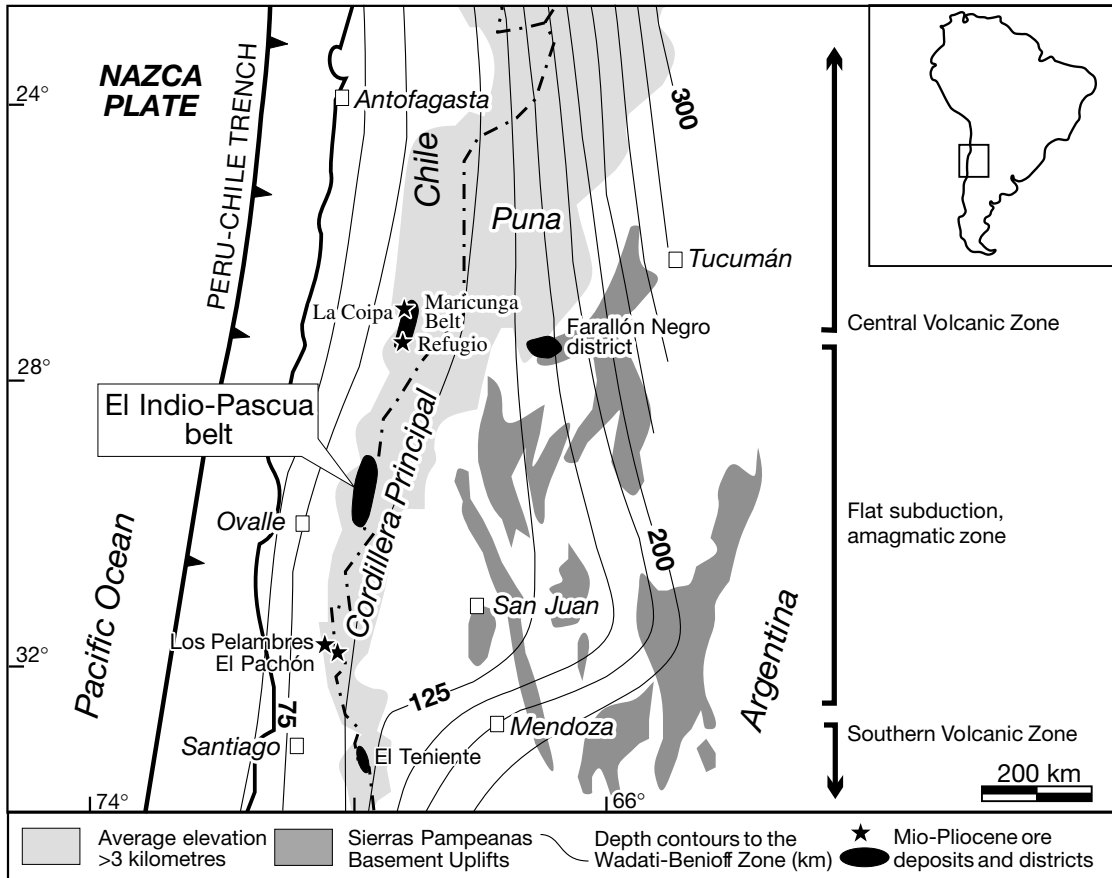 NAZCA
PLATE
24°
PERU-CHILE TRENCH
Antofagasta
Chile
300
Puna
Tucumán
La Coipa
Maricunga
Belt
Refugio
Farallón Negro
district
Central Volcanic Zone
28°
El Indio-Pascua
belt
Cordillera Principal
Ovalle
200
Flat subduction,
amagmatic zone
San Juan
Pacific Ocean
Los Pelambres
El Pachón
32°
Argentina
125
75
Mendoza
Santiago
El Teniente
Southern Volcanic Zone
200 km
74°
66°
Average elevation
>3 kilometres
Sierras Pampeanas
Basement Uplifts
Depth contours to the
Wadati-Benioff Zone (km)
Mio-Pliocene ore
deposits and districts